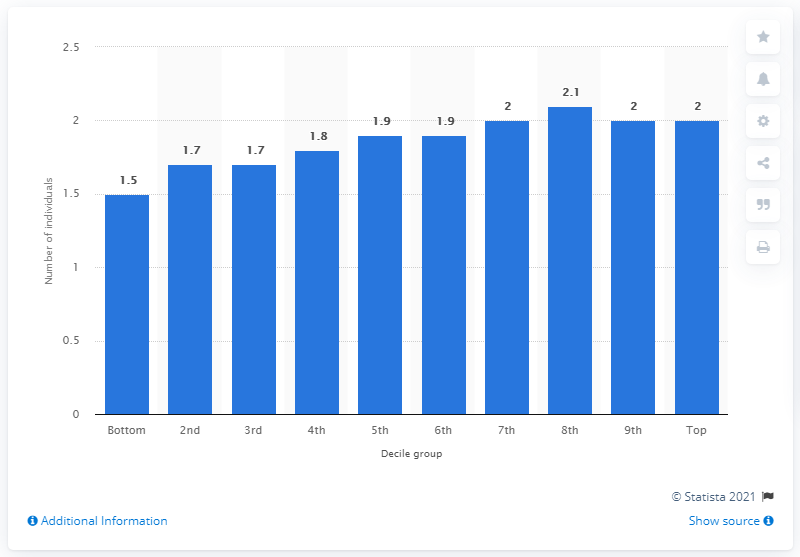 2.5
2
1.5
1
0.5
0
Number of individuals
1.5
1.7
1.7
1.8
1.9
1.9
2
2.1
2
2
Bottom 2nd 3rd 4th 5th 6th 7th 8th 9th Top
Decile group
© Statista 2021
Additional Information
Show source